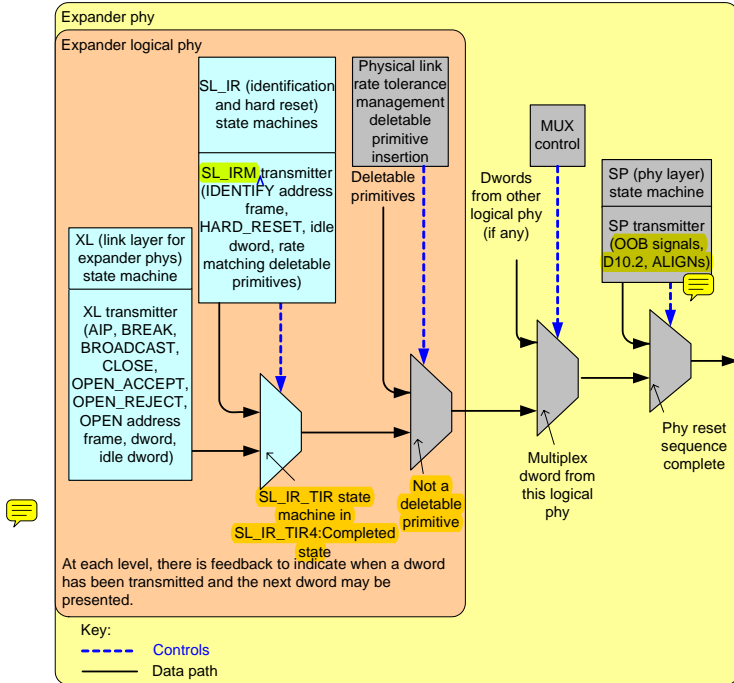 Expander phy
Expander logical phy
SL_IR (identification
and hard reset)
state machines
SL_IRM transmitter
(IDENTIFY address
frame,
HARD_RESET, idle
dword, rate
matching deletable
primitives)
XL (link layer for
expander phys)
state machine
XL transmitter
(AIP, BREAK,
BROADCAST,
CLOSE,
OPEN_ACCEPT,
OPEN_REJECT,
OPEN address
frame, dword,
idle dword)
Physical link
rate tolerance
management
deletable
primitive
insertion
Deletable
primitives
Dwords
from other
logical phy
(if any)
MUX
control
SP (phy layer)
state machine
SP transmitter
(OOB signals,
D10.2, ALIGNs)
SL_IR_TIR state
machine in
SL_IR_TIR4:Completed
state
Not a
deletable
primitive
Multiplex
dword from
this logical
phy
Phy reset
sequence
complete
At each level, there is feedback to indicate when a dword
has been transmitted and the next dword may be
presented.
Key:
Controls
Data path